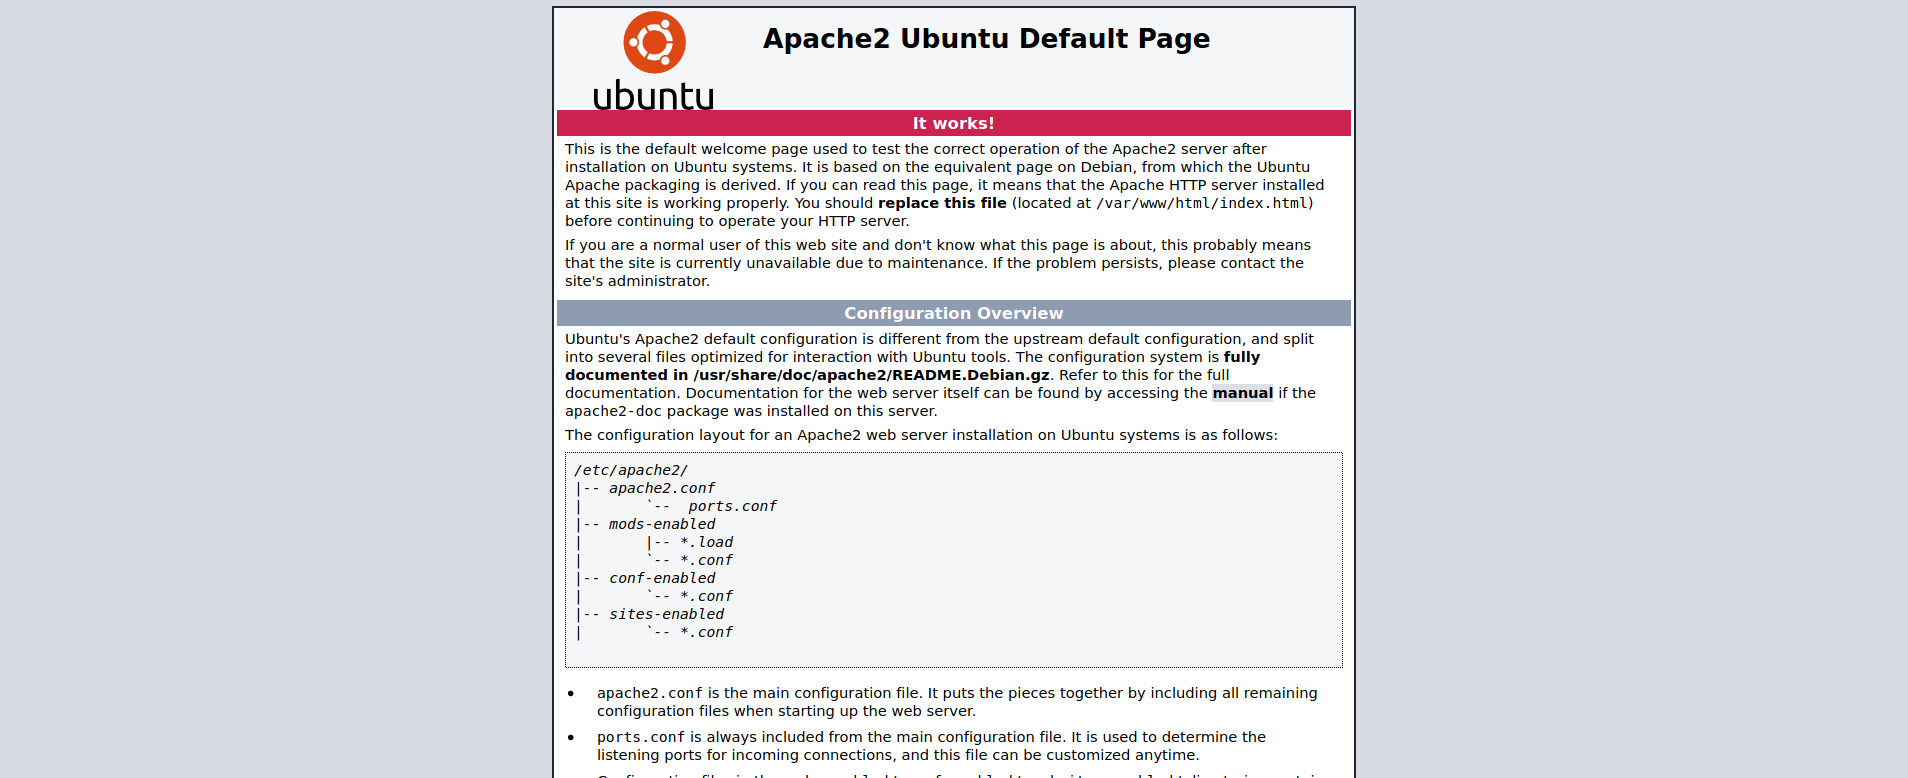 ubuntu
Apache2 Ubuntu Default Page
It works!
This is the default welcome page used to test the correct operation of the Apache2 server after
installation on Ubuntu systems. It is based on the equivalent page on Debian, from which the Ubuntu
Apache packaging is derived. If you can read this page, it means that the Apache HTTP server installed
at this site is working properly. You should replace this file (located at /var/www/html/index.html)
before continuing to operate your HTTP server.
If you are a normal user of this web site and don't know what this page is about, this probably means
that the site is currently unavailable due to maintenance. If the problem persists, please contact the
site's administrator.
Configuration Overview
Ubuntu's Apache2 default configuration is different from the upstream default configuration, and split
into several files optimized for interaction with Ubuntu tools. The configuration system is fully
documented in /usr/share/doc/apache2/README.Debian.gz. Refer to this for the full
documentation. Documentation for the web server itself can be found by accessing the manual if the
apache2-doc package was installed on this server.
The configuration layout for an Apache2 web server installation on Ubuntu systems is as follows:
/etc/apache2/
|-- apache2.conf
|       `--  ports.conf
|-- mods-enabled
|       |-- *.load
|       `-- *.conf
|-- conf-enabled
|       `-- *.conf
|-- sites-enabled
|       `-- *.conf
• apache2.conf is the main configuration file. It puts the pieces together by including all remaining
configuration files when starting up the web server.
• ports.conf is always included from the main configuration file. It is used to determine the
listening ports for incoming connections, and this file can be customized anytime.